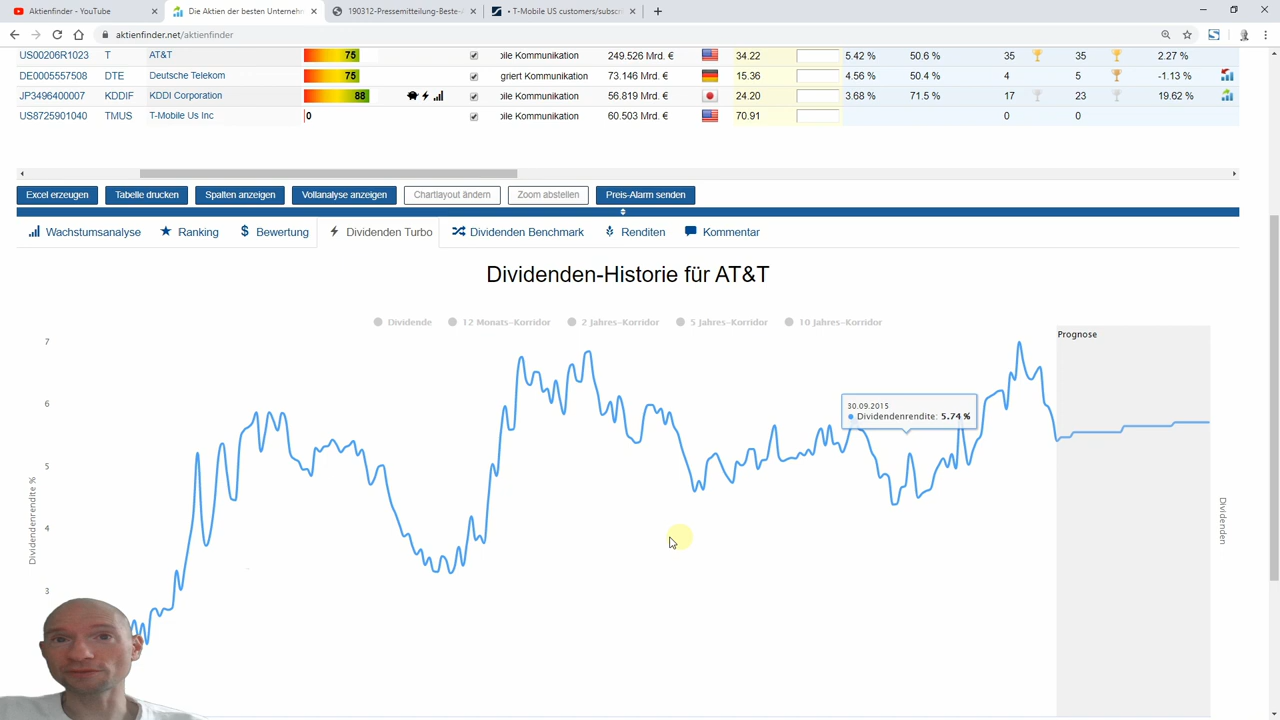 Aktienfinder - YouTube
Die Aktien der besten Unternehm
190312-Pressemitteilung-Beste-A
• T-Mobile US customers/subscri
aktienfinder.net/aktienfinder
US00206R1023 T AT&T 75 bile Kommunikation 249.526 Mrd. € 34.22 5.42 % 50.6 % 35 35 2.27 %
DE0005557508 DTE Deutsche Telekom 75 griert Kommunikation 73.146 Mrd. € 15.36 4.56 % 50.4 % 4 5 -1.13 %
JP3496400007 KDDIF KDDI Corporation 88 bile Kommunikation 56.819 Mrd. € 24.20 3.68 % 71.5 % 17 23 19.62 %
US8725901040 TMUS T-Mobile Us Inc 0 bile Kommunikation 60.503 Mrd. € 70.91 0 0
Excel erzeugen Tabelle drucken Spalten anzeigen Vollanalyse anzeigen Chartlayout ändern Zoom abstellen Preis-Alarm senden
Wachstumsanalyse Ranking Bewertung Dividenden Turbo Dividenden Benchmark Renditen Kommentar
Dividenden-Historie für AT&T
Dividende 12 Monats-Korridor 2 Jahres-Korridor 5 Jahres-Korridor 10 Jahres-Korridor
Prognose
7
6
5
4
3
Dividendenrendite %
30.09.2015
Dividendenrendite: 5.74 %
Dividenden